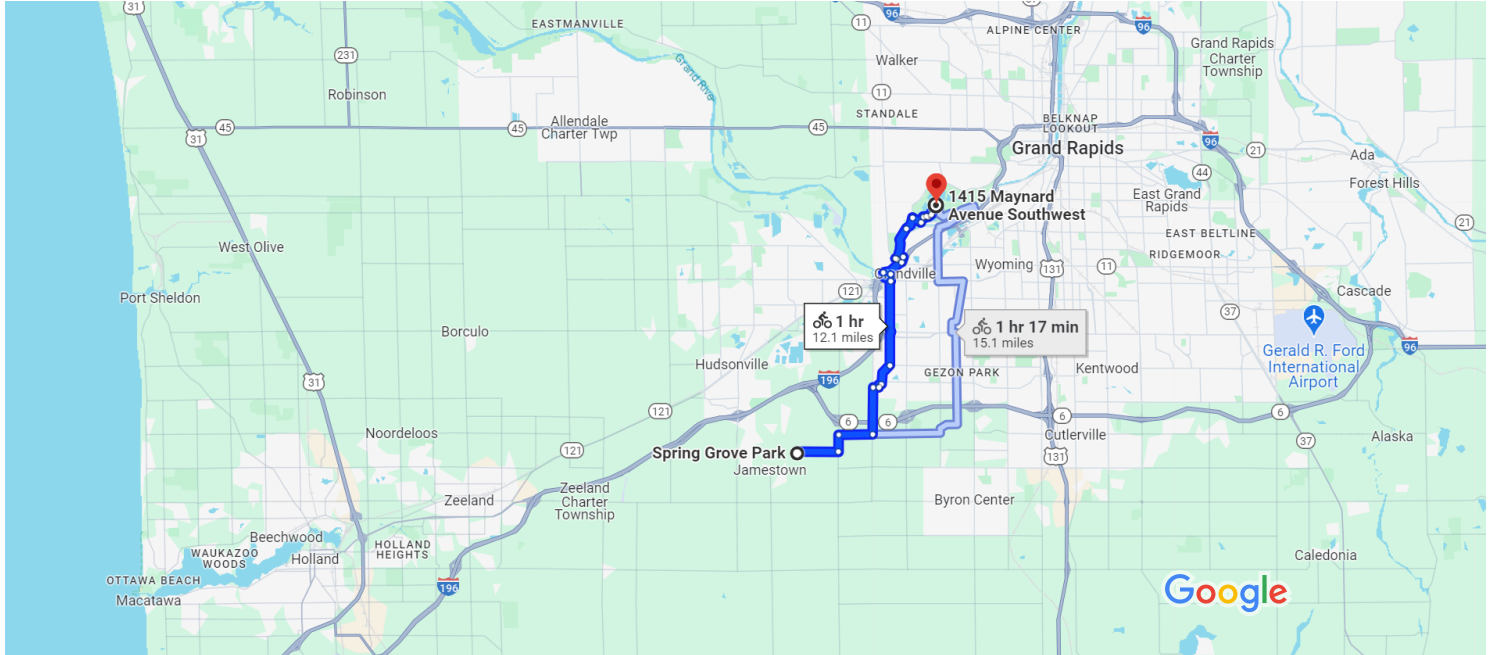 31
96
96
11
ALPINE CENTER
EASTMANVILLE
231
Walker
Grand Rapids
Charter
Township
Grand River
Robinson
11
STANDALE
31
45
45
Allendale
Charter Twp
45
BELKNAP
LOOKOUT
Grand Rapids
96
21
Ada
44
Forest Hills
1415 Maynard
Avenue Southwest
East Grand
Rapids
21
EAST BELTLINE
West Olive
RIDGEMOOR
Wyoming
131
11
Grandville
Port Sheldon
121
Cascade
37
1 hr
12.1 miles
1 hr 17 min
15.1 miles
Borculo
Gerald R. Ford
International
Airport
96
Hudsonville
GEZON PARK
Kentwood
31
196
121
6
6
6
6
Noordeloos
Cutlerville
37
Alaska
121
Spring Grove Park
Jamestown
131
Zeeland
Zeeland
Charter
Township
Byron Center
Beechwood
HOLLAND
HEIGHTS
WAUKAZOO
WOODS
Holland
Caledonia
OTTAWA BEACH
Macatawa
196
Google